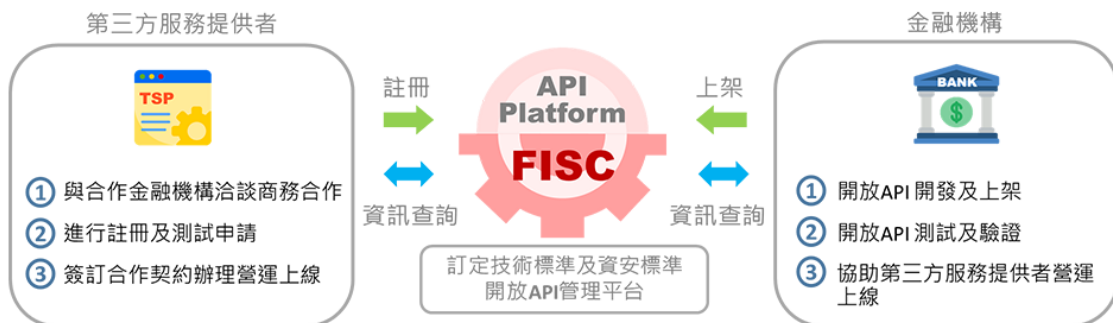 第三方服務提供者
TSP
1 與合作金融機構洽談商務合作
2 進行註冊及測試申請
3 簽訂合作契約辦理營運上線
註冊
資訊查詢
API
Platform
FISC
訂定技術標準及資安標準
開放API管理平台
上架
資訊查詢
金融機構
BANK
$
1 開放API 開發及上架
2 開放API 測試及驗證
3 協助第三方服務提供者營運
上線